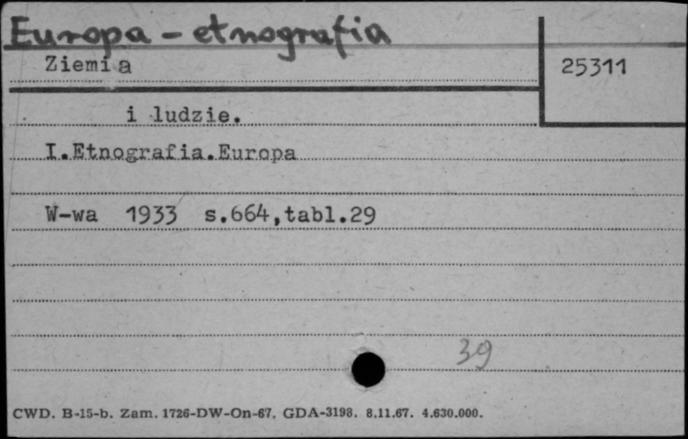 Europa - etnografia
Ziemia
25311
i ludzie.
I.Etnografia.Europa
W-wa 1933 s.664,tabl.29
39
CWD. B-15-b. Zam. 1726-DW-On-67. GDA-3198. 8.11.67. 4.630.000.